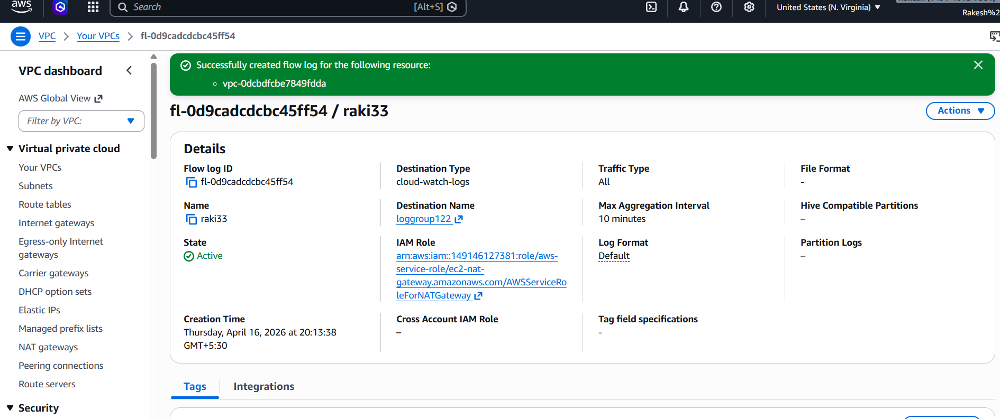 aws
Search
[Alt+S]
United States (N. Virginia)
Rakesh%2
VPC
Your VPCs
fl-0d9cadcdcbc45ff54
VPC dashboard
AWS Global View
Filter by VPC:
Virtual private cloud
Your VPCs
Subnets
Route tables
Internet gateways
Egress-only Internet
gateways
Carrier gateways
DHCP option sets
Elastic IPs
Managed prefix lists
NAT gateways
Peering connections
Route servers
Security
Successfully created flow log for the following resource:
vpc-0dcbdfcbe7849fdda
fl-0d9cadcdcbc45ff54 / raki33
Actions
Details
Flow log ID
fl-0d9cadcdcbc45ff54
Destination Type
cloud-watch-logs
Traffic Type
All
File Format
-
Name
raki33
Destination Name
loggroup122
Max Aggregation Interval
10 minutes
Hive Compatible Partitions
–
State
Active
IAM Role
arn:aws:iam::149146127381:role/aws-
service-role/ec2-nat-
gateway.amazonaws.com/AWSServiceRo
leForNATGateway
Log Format
Default
Partition Logs
–
Creation Time
Thursday, April 16, 2026 at 20:13:38
GMT+5:30
Cross Account IAM Role
–
Tag field specifications
-
Tags
Integrations